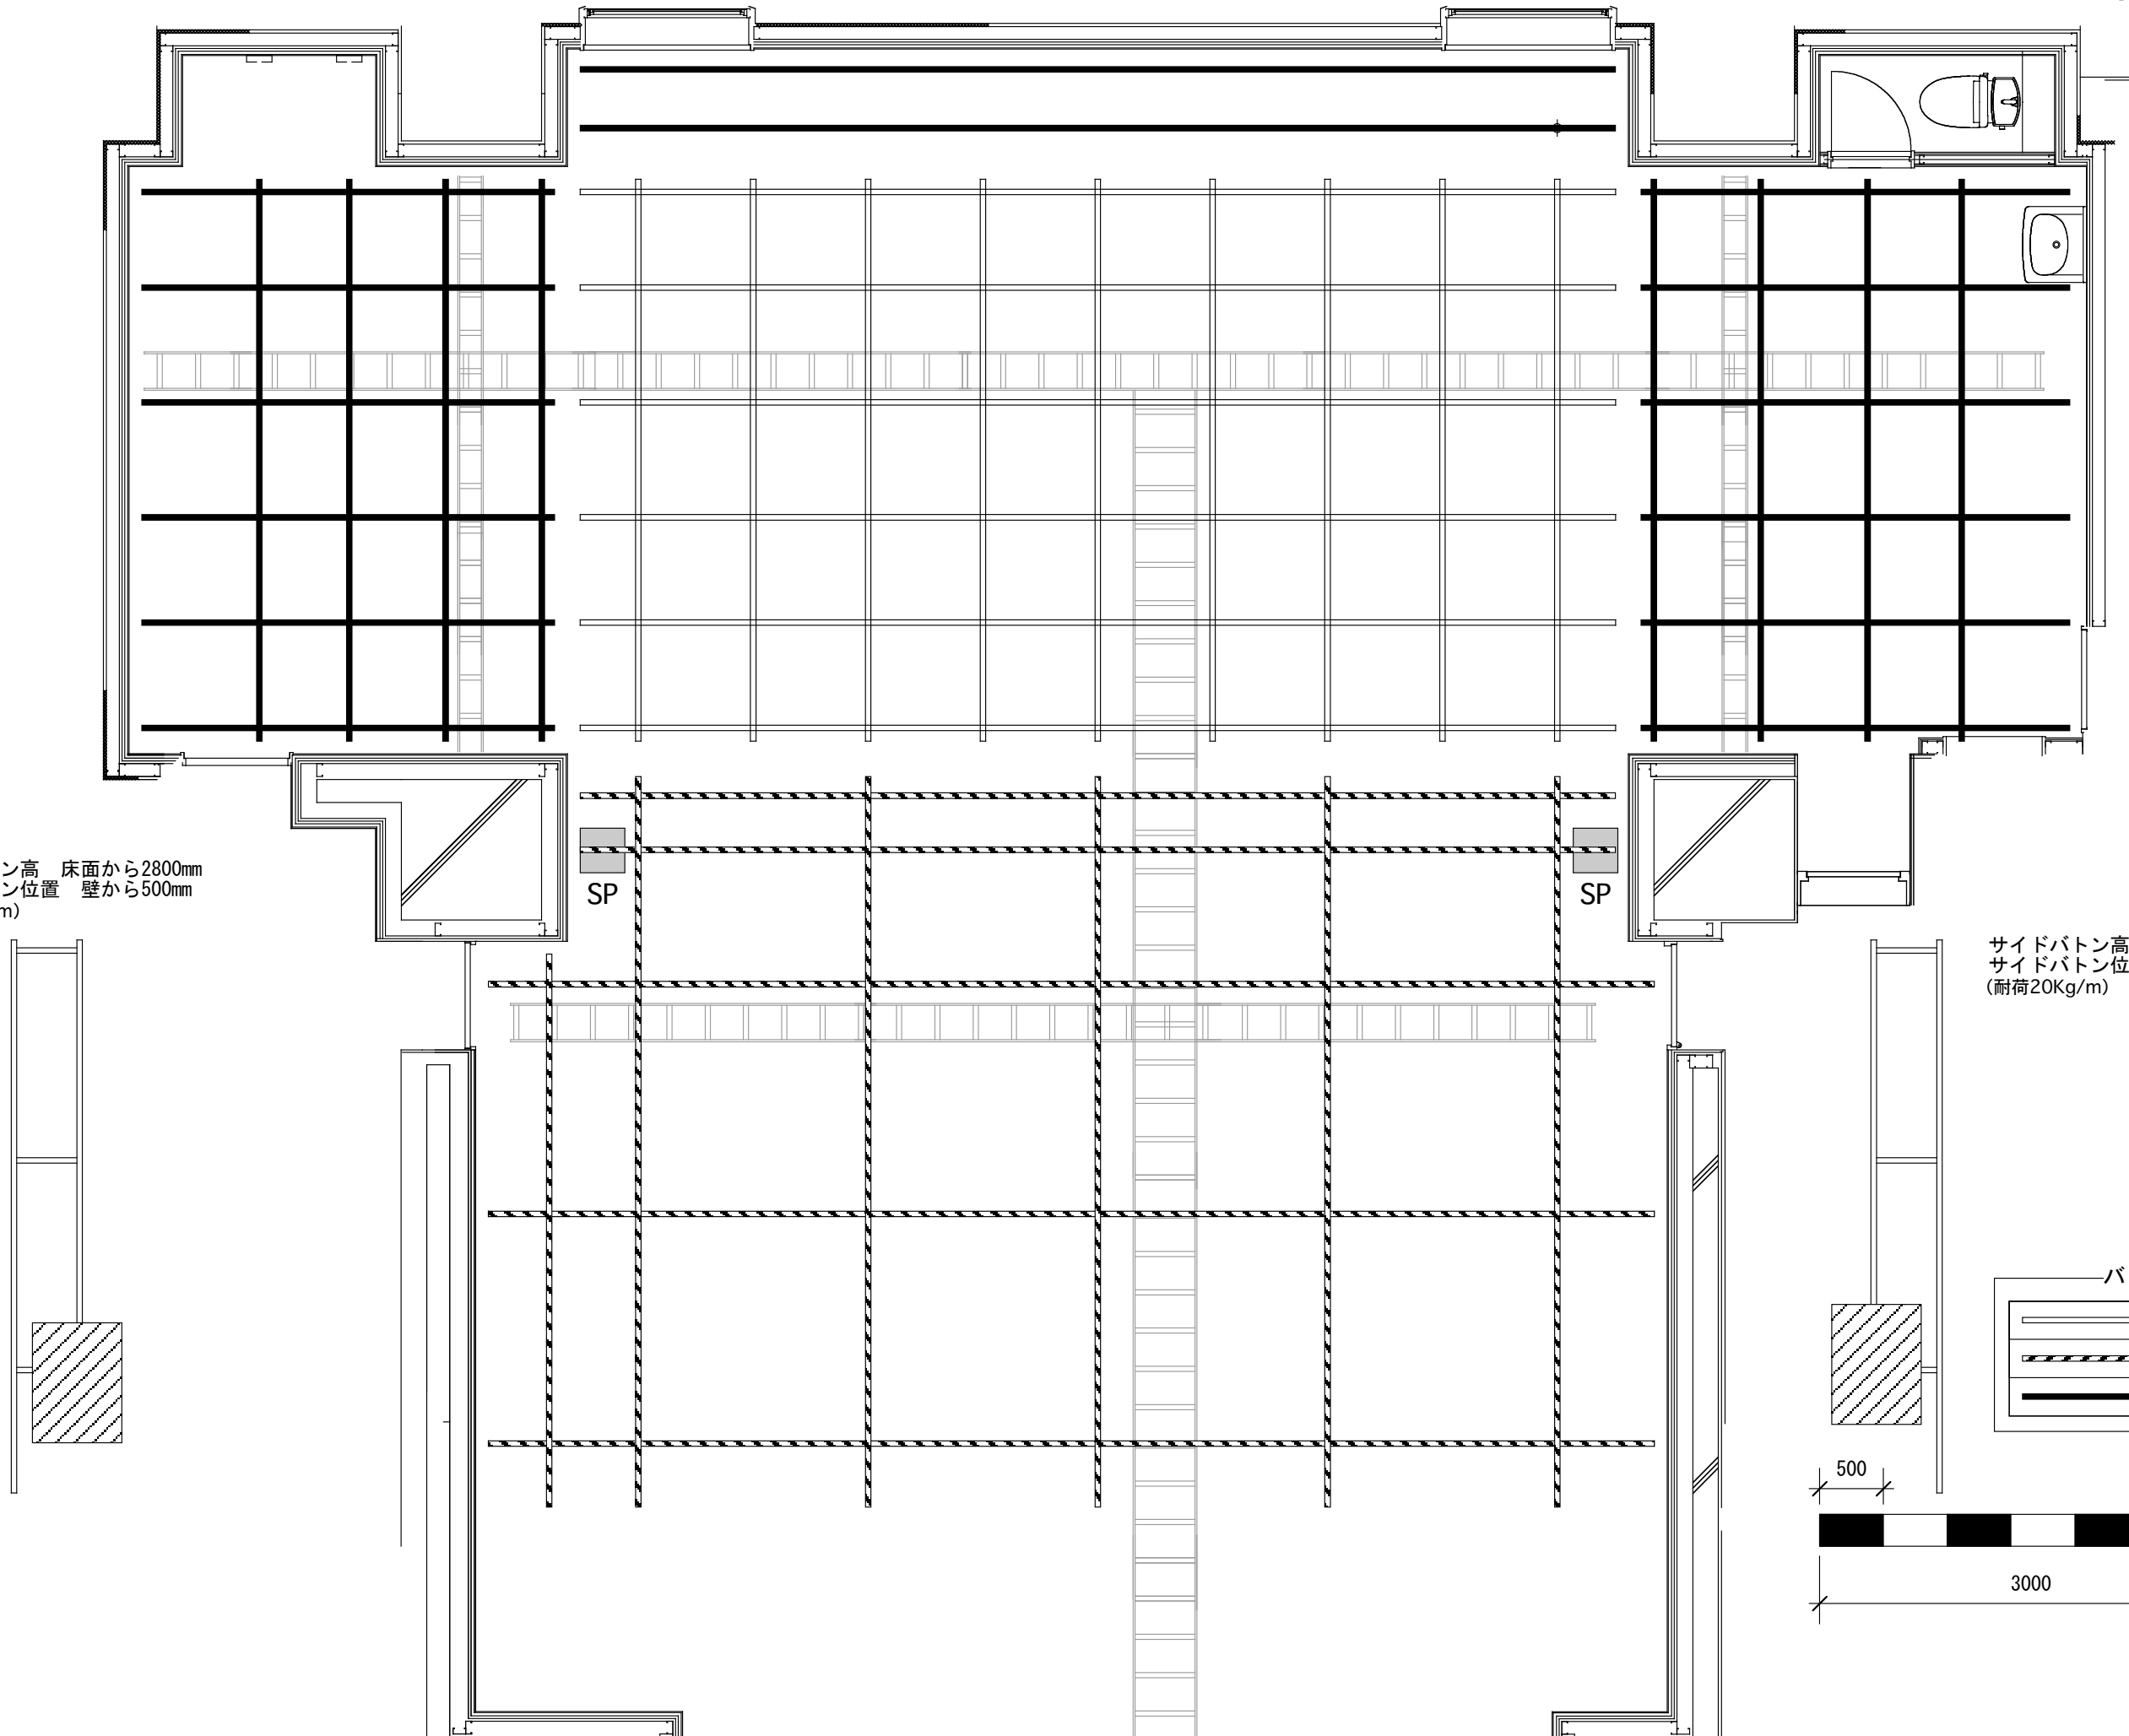 ン高　床面から2800mm
ン位置　壁から500mm
m)
SP
SP
サイドバトン高
サイドバトン位
(耐荷20Kg/m)
バ
500
3000